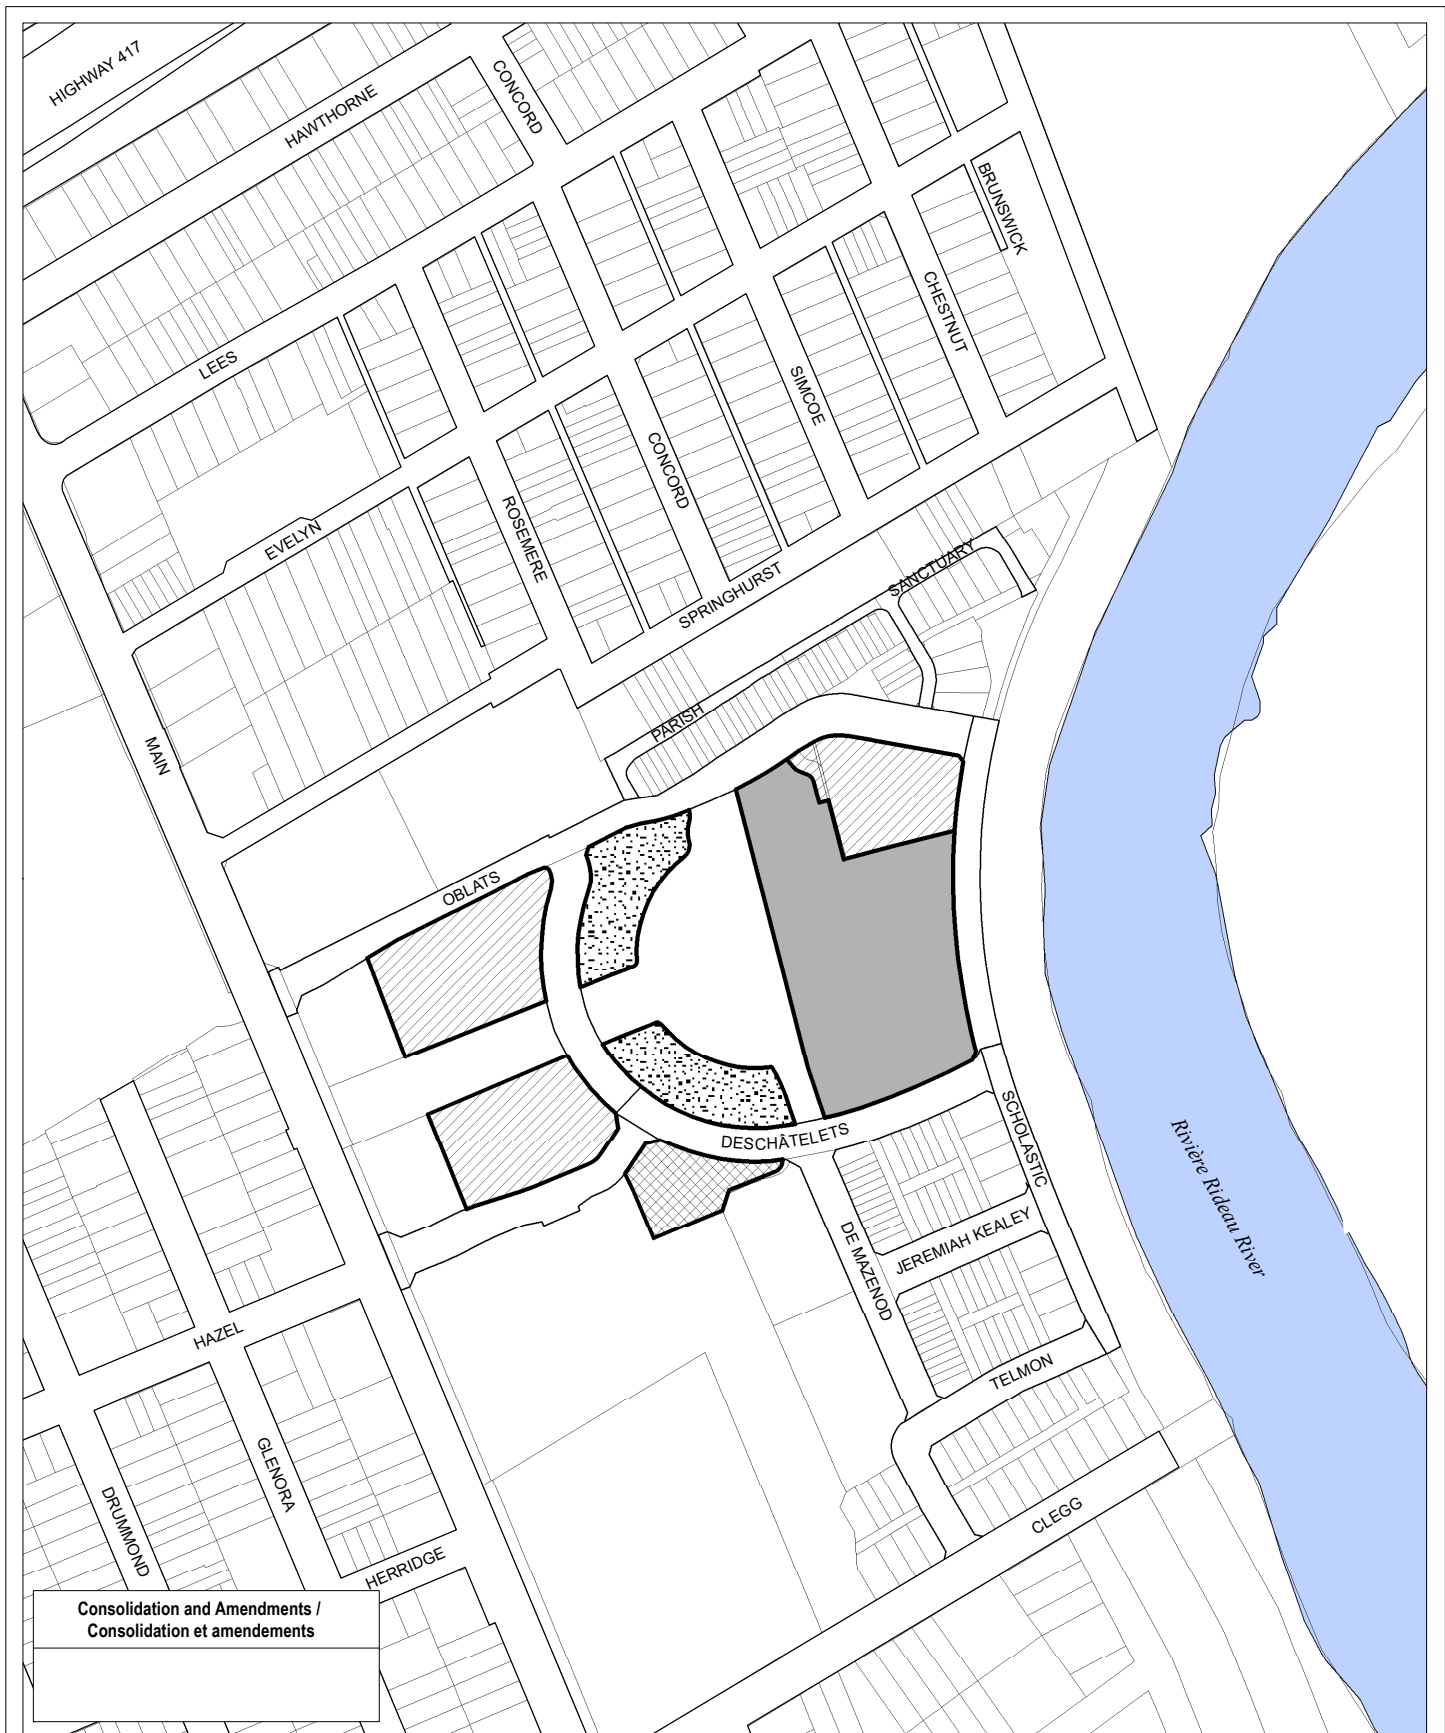 HIGHWAY 417
HAWTHORNE
CONCORD
BRUNSWICK
CHESTNUT
LEES
SIMCOE
CONCORD
ROSEMERE
EVELYN
SPRINGHURST
SANCTUARY
PARISH
MAIN
OBLATS
DESCHÂTELETS
SCHOLASTIC
Rivière Rideau River
JEREMIAH KEALEY
DE MAZENOD
HAZEL
TELMON
GLENORA
DRUMMOND
CLEGG
HERRIDGE
Consolidation and Amendments /
Consolidation et amendements